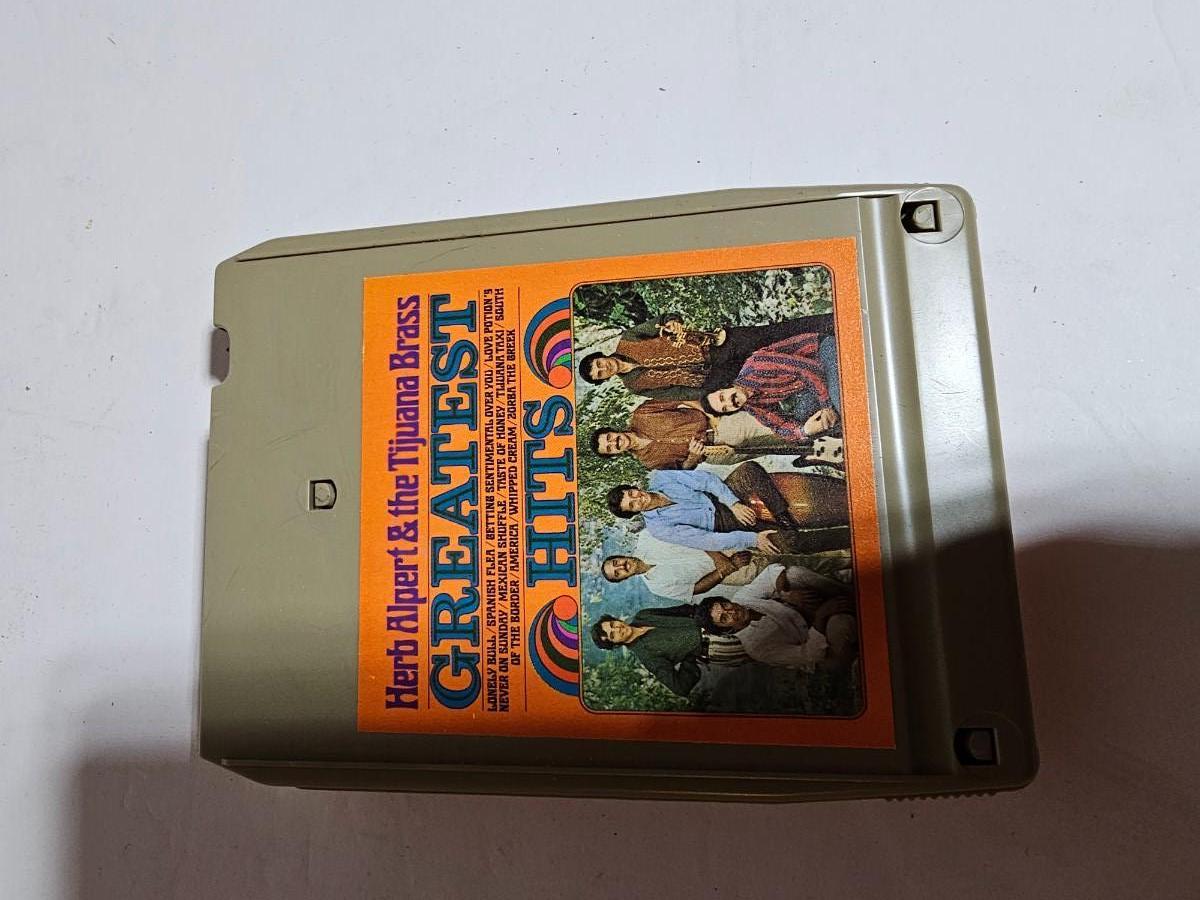 Herb Alpert & the Tijuana Brass
GREATEST
LONELY BULL / SPANISH FLEA / GETTING SENTIMENTAL OVER YOU / LOVE POTION'S
NEVER ON SUNDAY / MEXICAN SHUFFLE / TASTE OF HONEY / TIJUANA TAXI / SOUTH
OF THE BORDER / AMERICA / WHIPPED CREAM / ZORBA THE GREEK
HITS